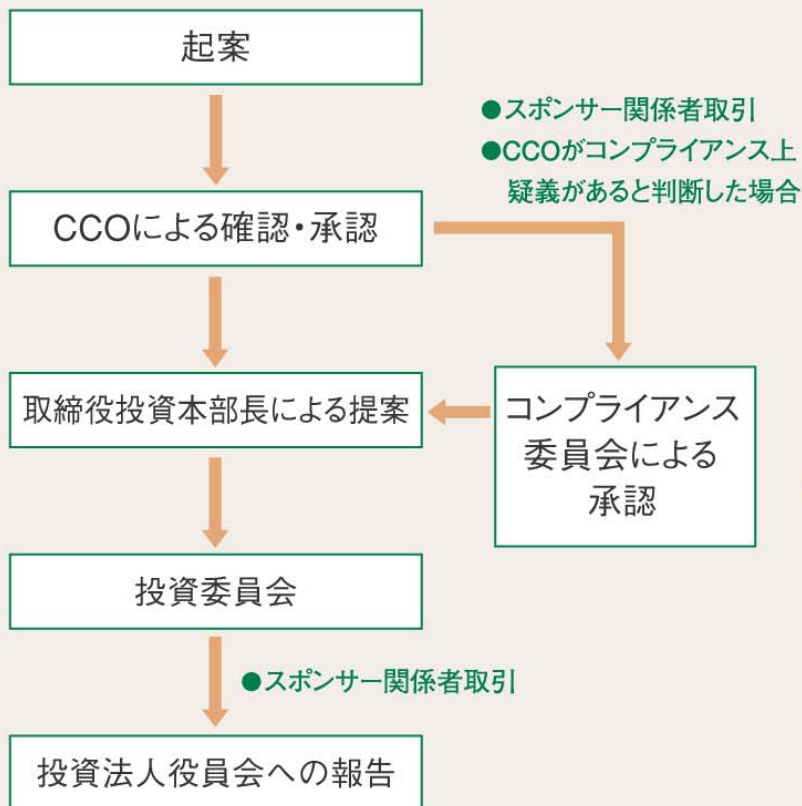 起案
●スポンサー関係者取引
●CCOがコンプライアンス上
疑義があると判断した場合
CCOによる確認・承認
取締役投資本部長による提案
コンプライアンス
委員会による
承認
投資委員会
●スポンサー関係者取引
投資法人役員会への報告